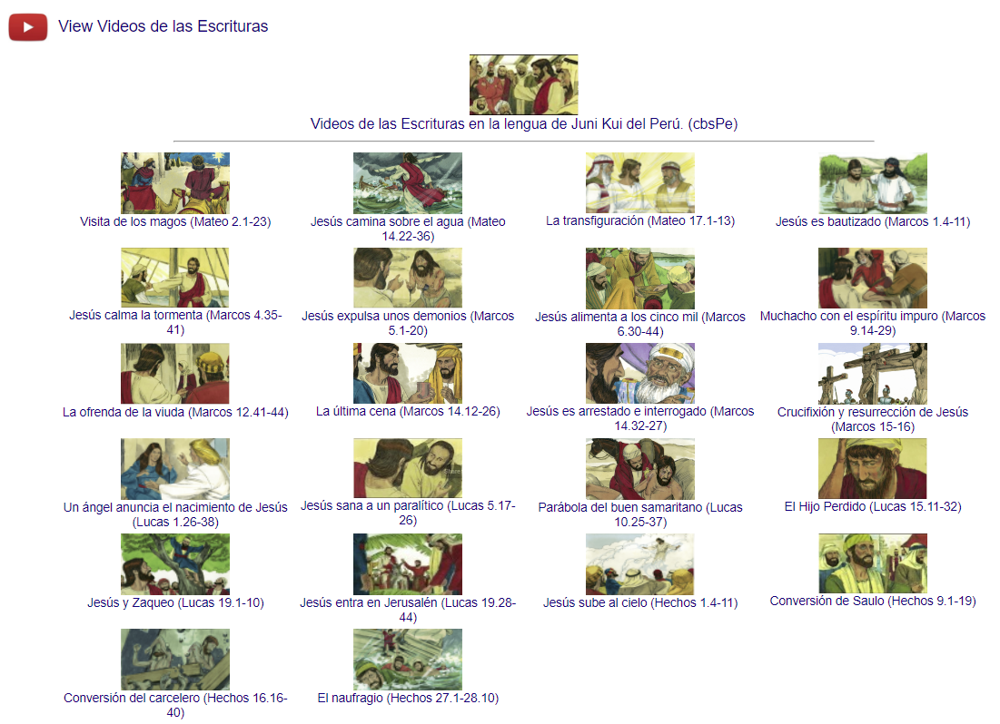 View Videos de las Escrituras
Videos de las Escrituras en la lengua de Juni Kui del Perú. (cbsPe)
Visita de los magos (Mateo 2.1-23)
Jesús camina sobre el agua (Mateo
14.22-36)
La transfiguración (Mateo 17.1-13)
Jesús es bautizado (Marcos 1.4-11)
Jesús calma la tormenta (Marcos 4.35-
41)
Jesús expulsa unos demonios (Marcos
5.1-20)
Jesús alimenta a los cinco mil (Marcos
6.30-44)
Muchacho con el espíritu impuro (Marcos
9.14-29)
La ofrenda de la viuda (Marcos 12.41-44)
La última cena (Marcos 14.12-26)
Jesús es arrestado e interrogado (Marcos
14.32-27)
Crucifixión y resurrección de Jesús
(Marcos 15-16)
Un ángel anuncia el nacimiento de Jesús
(Lucas 1.26-38)
Jesús sana a un paralítico (Lucas 5.17-
26)
Parábola del buen samaritano (Lucas
10.25-37)
El Hijo Perdido (Lucas 15.11-32)
Jesús y Zaqueo (Lucas 19.1-10)
Jesús entra en Jerusalén (Lucas 19.28-
44)
Jesús sube al cielo (Hechos 1.4-11)
Conversión de Saulo (Hechos 9.1-19)
Conversión del carcelero (Hechos 16.16-
40)
El naufragio (Hechos 27.1-28.10)